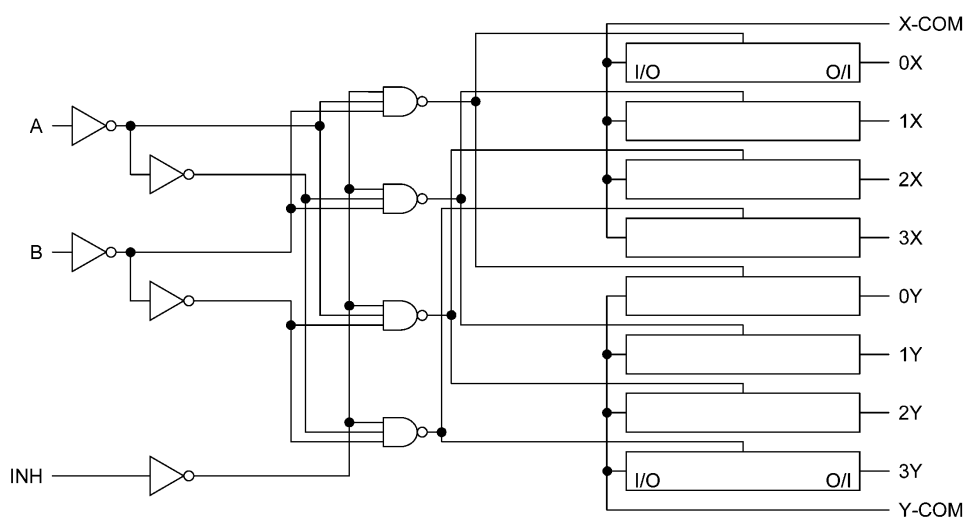 X-COM
I/O O/I 0X
A
1X
2X
3X
B
0Y
1Y
2Y
INH
I/O O/I 3Y
Y-COM